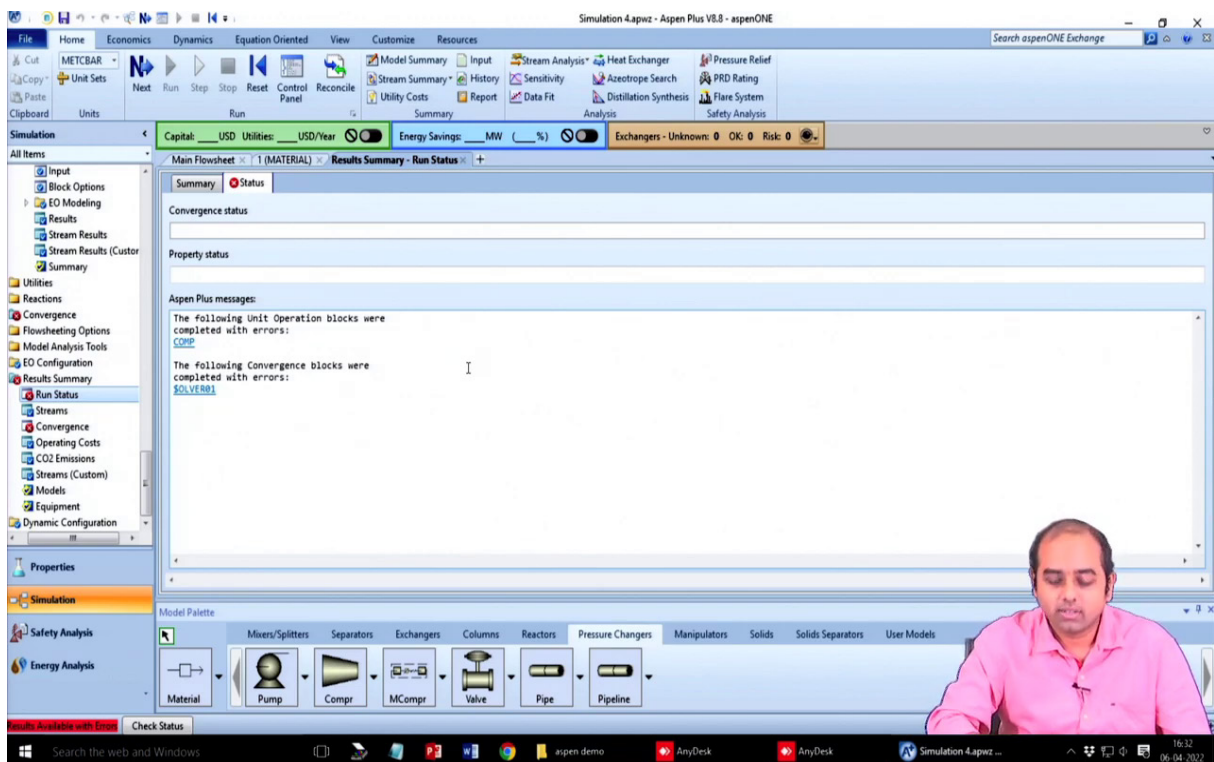 Simulation 4.apwz - Aspen Plus V8.8 - aspenONE
File Home Economics Dynamics Equation Oriented View Customize Resources Search aspenONE Exchange
Cut METCBAR Model Summary Input Stream Analysis Heat Exchanger Pressure Relief
Copy Unit Sets Next Run Step Stop Reset Control Panel Reconcile Stream Summary History Sensitivity Azeotrope Search PRD Rating
Paste Utility Costs Report Data Fit Distillation Synthesis Flare System
Clipboard Units Run Summary Analysis Safety Analysis
Simulation Capital: ____ USD Utilities: ____ USD/Year Energy Savings: ____ MW ( ____ %) Exchangers - Unknown: 0 OK: 0 Risk: 0
All Items Main Flowsheet 1 (MATERIAL) Results Summary - Run Status +
Input
Block Options
EO Modeling
Results
Stream Results
Stream Results (Custor
Summary
Utilities
Reactions
Convergence
Flowsheeting Options
Model Analysis Tools
EO Configuration
Results Summary
Run Status
Streams
Convergence
Operating Costs
CO2 Emissions
Streams (Custom)
Models
Equipment
Dynamic Configuration
Properties
Simulation
Safety Analysis
Energy Analysis
Summary Status
Convergence status
Property status
Aspen Plus messages:
The following Unit Operation blocks were
completed with errors:
COMP
The following Convergence blocks were
completed with errors:
$OLVER01
Model Palette
Mixers/Splitters Separators Exchangers Columns Reactors Pressure Changers Manipulators Solids Solids Separators User Models
Material Pump Compr MCompr Valve Pipe Pipeline
Results Available with Errors Check Status
Search the web and Windows aspen demo AnyDesk AnyDesk Simulation 4.apwz ... 16:32
06-04-2022